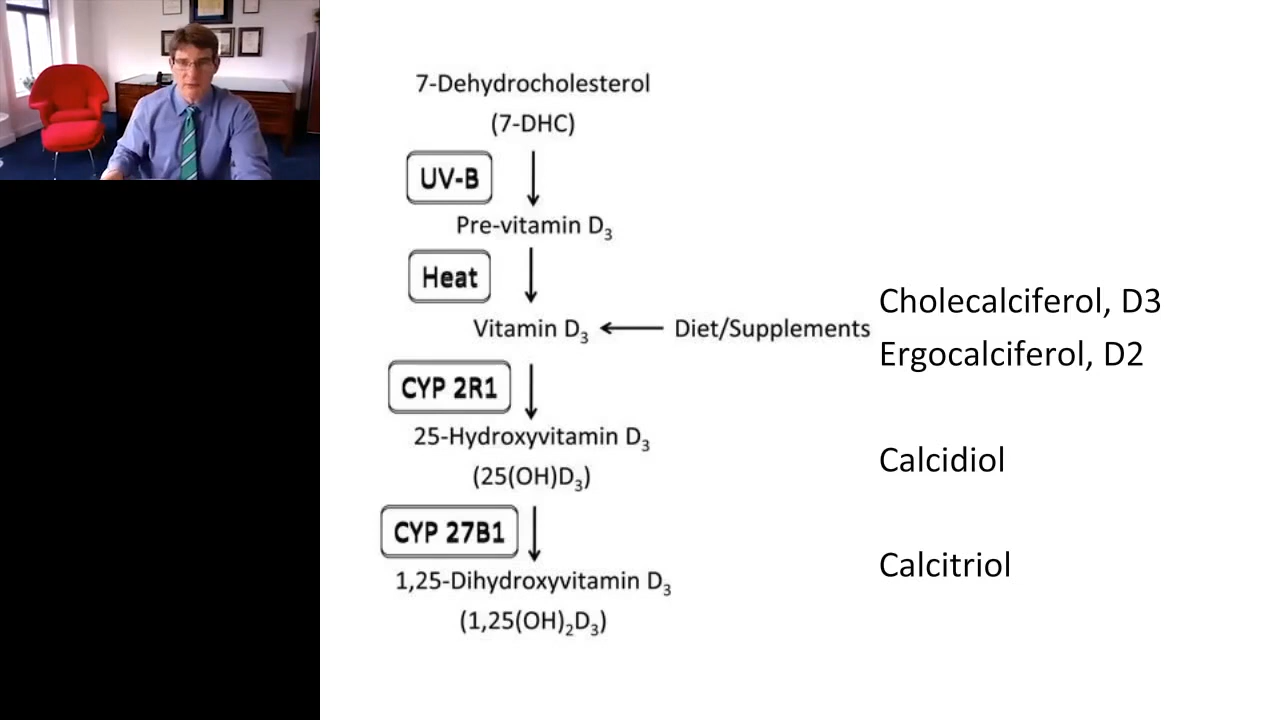 7-Dehydrocholesterol
(7-DHC)
UV-B
Pre-vitamin D₃
Heat
Vitamin D₃
Diet/Supplements
Cholecalciferol, D3
Ergocalciferol, D2
CYP 2R1
25-Hydroxyvitamin D₃
(25(OH)D₃)
Calcidiol
CYP 27B1
1,25-Dihydroxyvitamin D₃
(1,25(OH)₂D₃)
Calcitriol